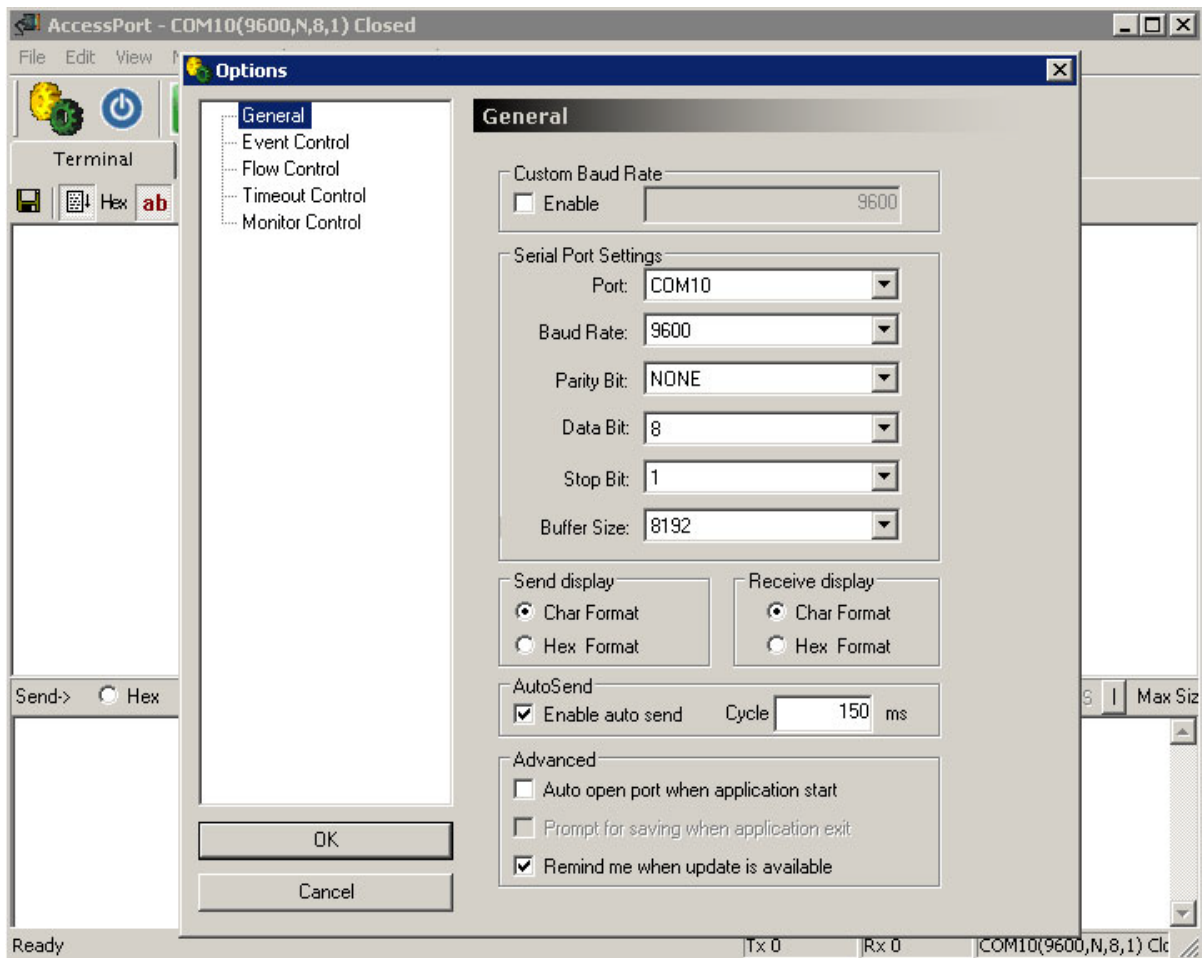 AccessPort - COM10(9600,N,8,1) Closed
File Edit View
Options
Terminal
Hex ab
General
Event Control
Flow Control
Timeout Control
Monitor Control
General
Custom Baud Rate
Enable 9600
Serial Port Settings
Port: COM10
Baud Rate: 9600
Parity Bit: NONE
Data Bit: 8
Stop Bit: 1
Buffer Size: 8192
Send display
Char Format
Hex Format
Receive display
Char Format
Hex Format
AutoSend
Enable auto send Cycle 150 ms
Advanced
Auto open port when application start
Prompt for saving when application exit
Remind me when update is available
OK
Cancel
Send-> Hex
Max Siz
Ready Tx 0 Rx 0 COM10(9600,N,8,1) Clc